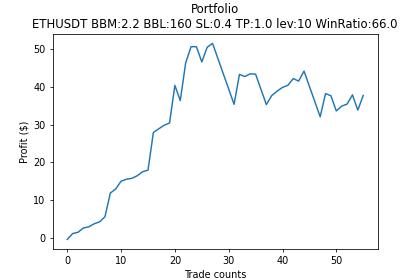 Portfolio
ETHUSDT BBM:2.2 BBL:160 SL:0.4 TP:1.0 lev:10 WinRatio:66.0
50
40
30
20
10
0
Profit ($)
0 10 20 30 40 50
Trade counts